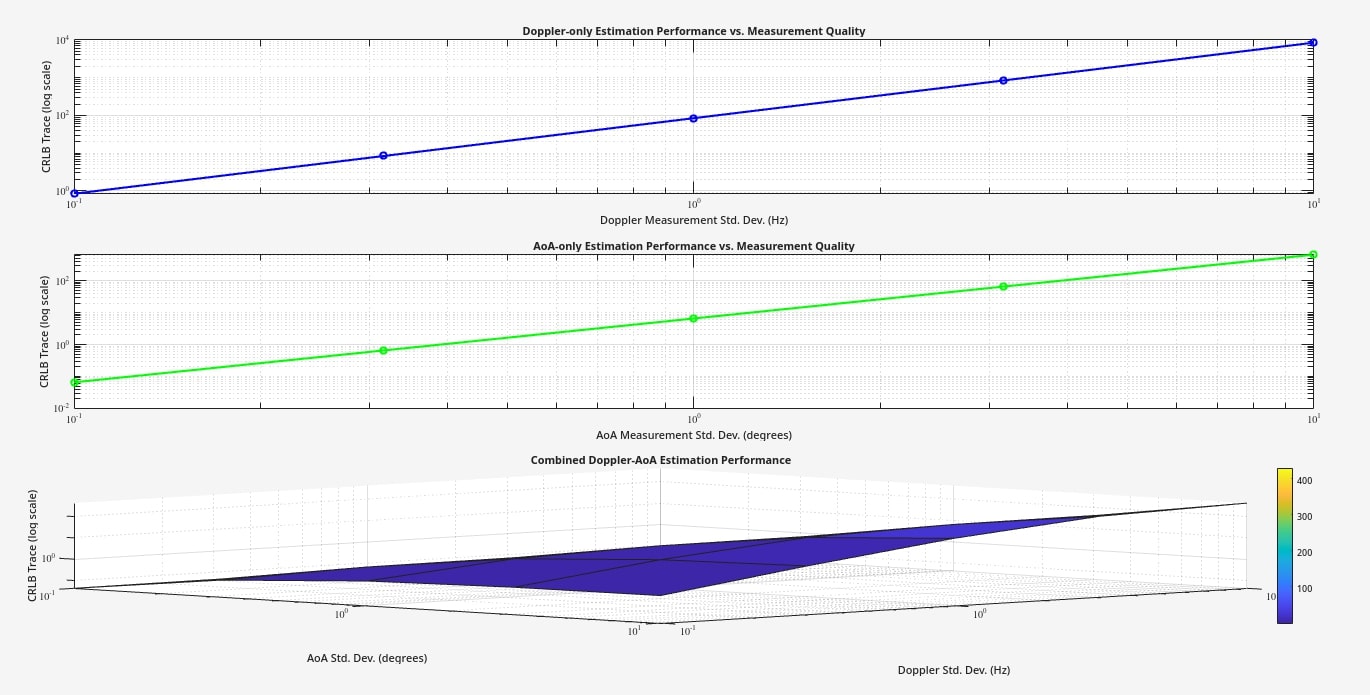 Doppler-only Estimation Performance vs. Measurement Quality
10^4
10^2
10^0
CRLB Trace (log scale)
10^-1
10^0
10^1
Doppler Measurement Std. Dev. (Hz)
AoA-only Estimation Performance vs. Measurement Quality
10^2
10^0
10^-2
CRLB Trace (log scale)
10^-1
10^0
10^1
AoA Measurement Std. Dev. (degrees)
Combined Doppler-AoA Estimation Performance
CRLB Trace (log scale)
10^0
10^-1
10^0
10^1
10^-1
10^0
10
400
300
200
100
AoA Std. Dev. (degrees)
Doppler Std. Dev. (Hz)